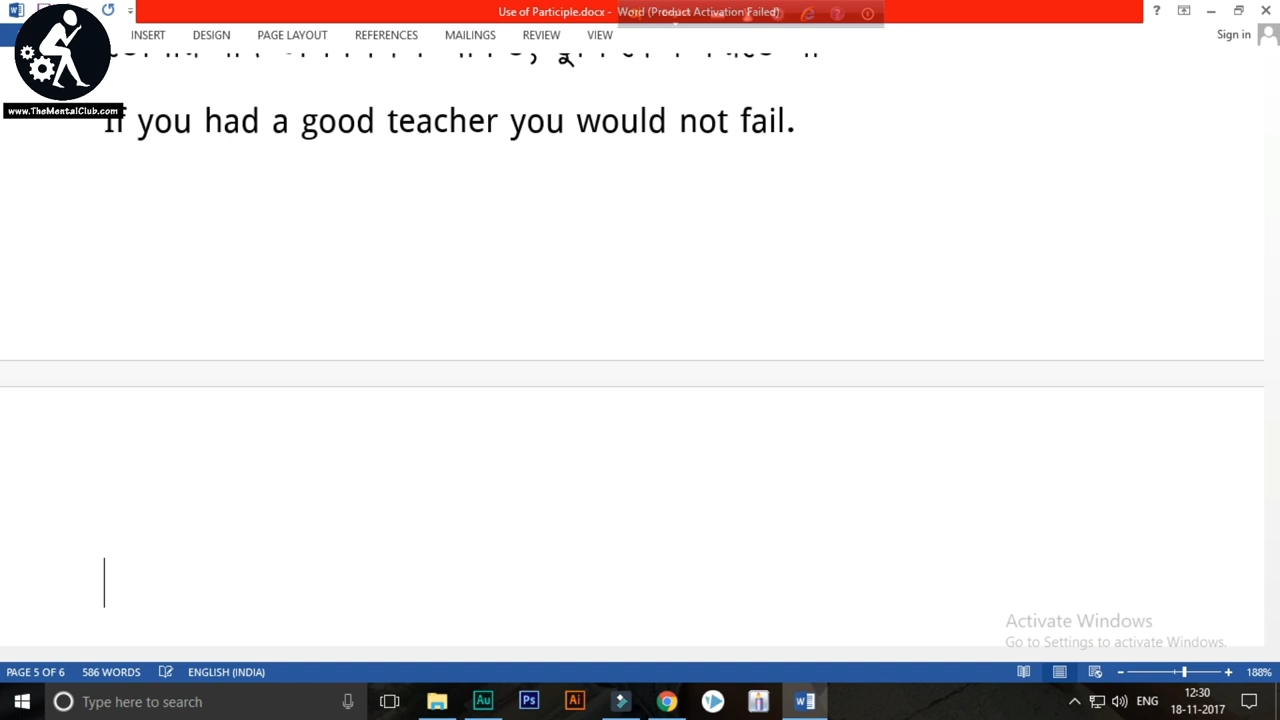 Use of Participle.docx - Word (Product Activation Failed)
INSERT DESIGN PAGE LAYOUT REFERENCES MAILINGS REVIEW VIEW Sign in
www.TheMentalClub.com
If you had a good teacher you would not fail.
Activate Windows
Go to Settings to activate Windows.
PAGE 5 OF 6 586 WORDS ENGLISH (INDIA) 188%
Type here to search Au Ps Ai ENG 12:30
18-11-2017